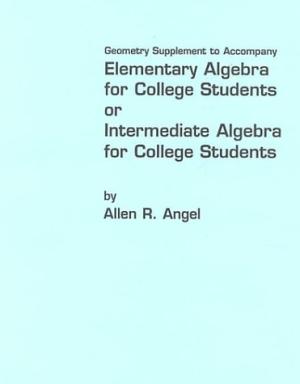 Geometry Supplement to Accompany
Elementary Algebra
for College Students
or
Intermediate Algebra
for College Students
by
Allen R. Angel